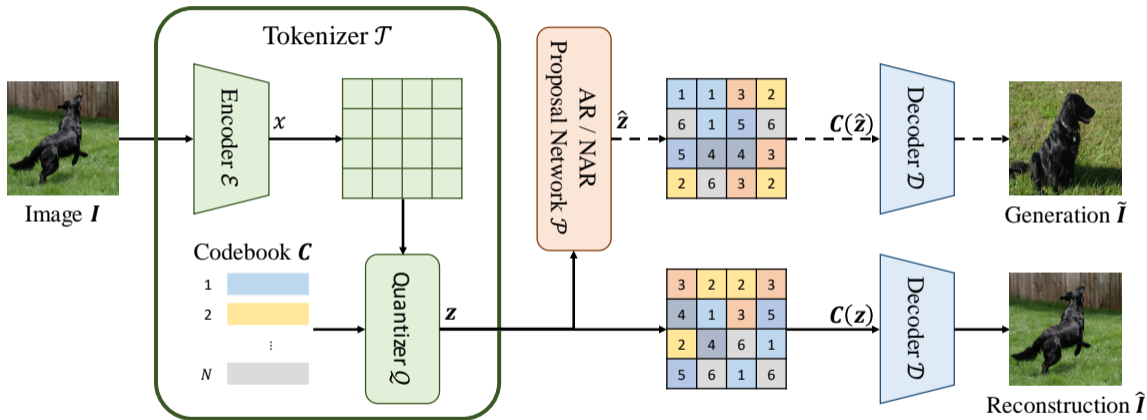 Tokenizer 𝒯
Encoder ℰ
x
Image I
Codebook C
1
2
⋮
N
Quantizer Q
z
AR / NAR
Proposal Network 𝒫
ẑ
1 1 3 2
6 1 5 6
5 4 4 3
2 6 3 2
C(ẑ)
Decoder 𝒟
Generation Ĩ
3 2 2 3
4 1 3 5
2 4 6 1
5 6 1 6
C(z)
Decoder 𝒟
Reconstruction Î